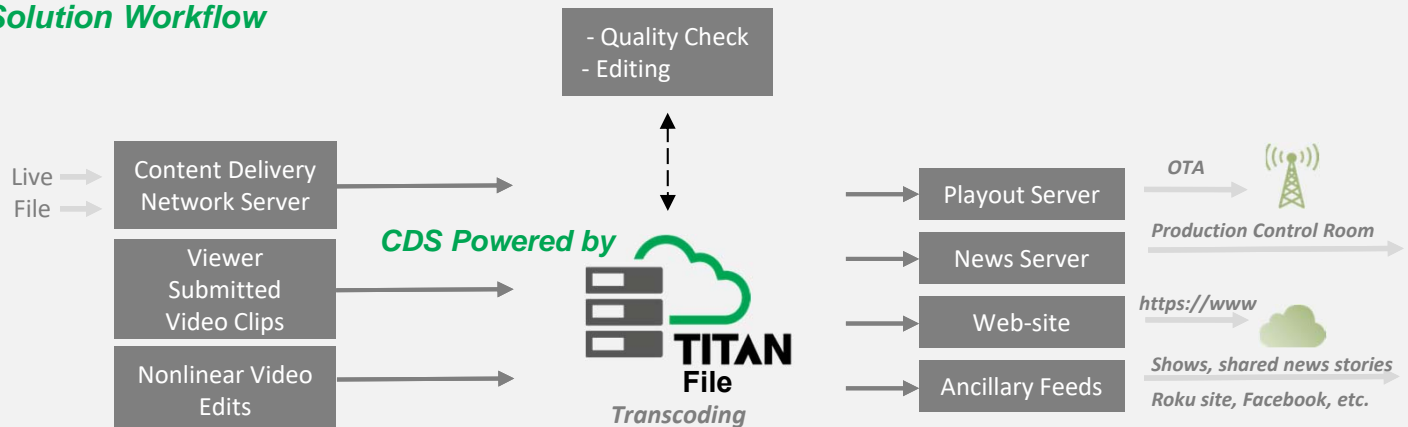 Solution Workflow
- Quality Check
- Editing
Live
File
Content Delivery
Network Server
Viewer
Submitted
Video Clips
Nonlinear Video
Edits
CDS Powered by
TITAN
File
Transcoding
Playout Server
News Server
Web-site
Ancillary Feeds
OTA
Production Control Room
https://www
Shows, shared news stories
Roku site, Facebook, etc.